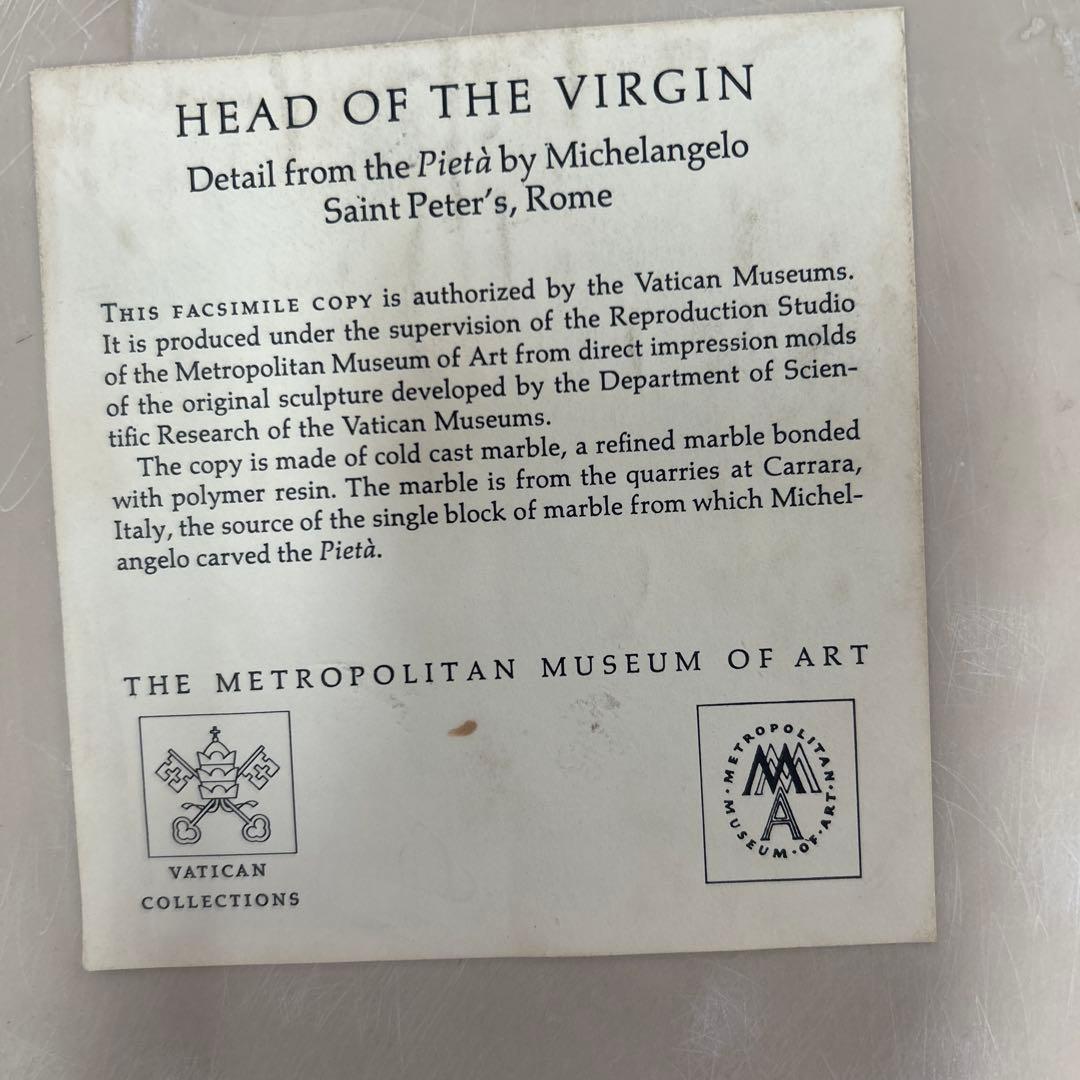 HEAD OF THE VIRGIN
Detail from the Pietà by Michelangelo
Saint Peter's, Rome
THIS FACSIMILE COPY is authorized by the Vatican Museums.
It is produced under the supervision of the Reproduction Studio
of the Metropolitan Museum of Art from direct impression molds
of the original sculpture developed by the Department of Scien-
tific Research of the Vatican Museums.
The copy is made of cold cast marble, a refined marble bonded
with polymer resin. The marble is from the quarries at Carrara,
Italy, the source of the single block of marble from which Michel-
angelo carved the Pietà.
THE METROPOLITAN MUSEUM OF ART
VATICAN
COLLECTIONS
METROPOLITAN · MUSEUM · OF · ART ·
MMA